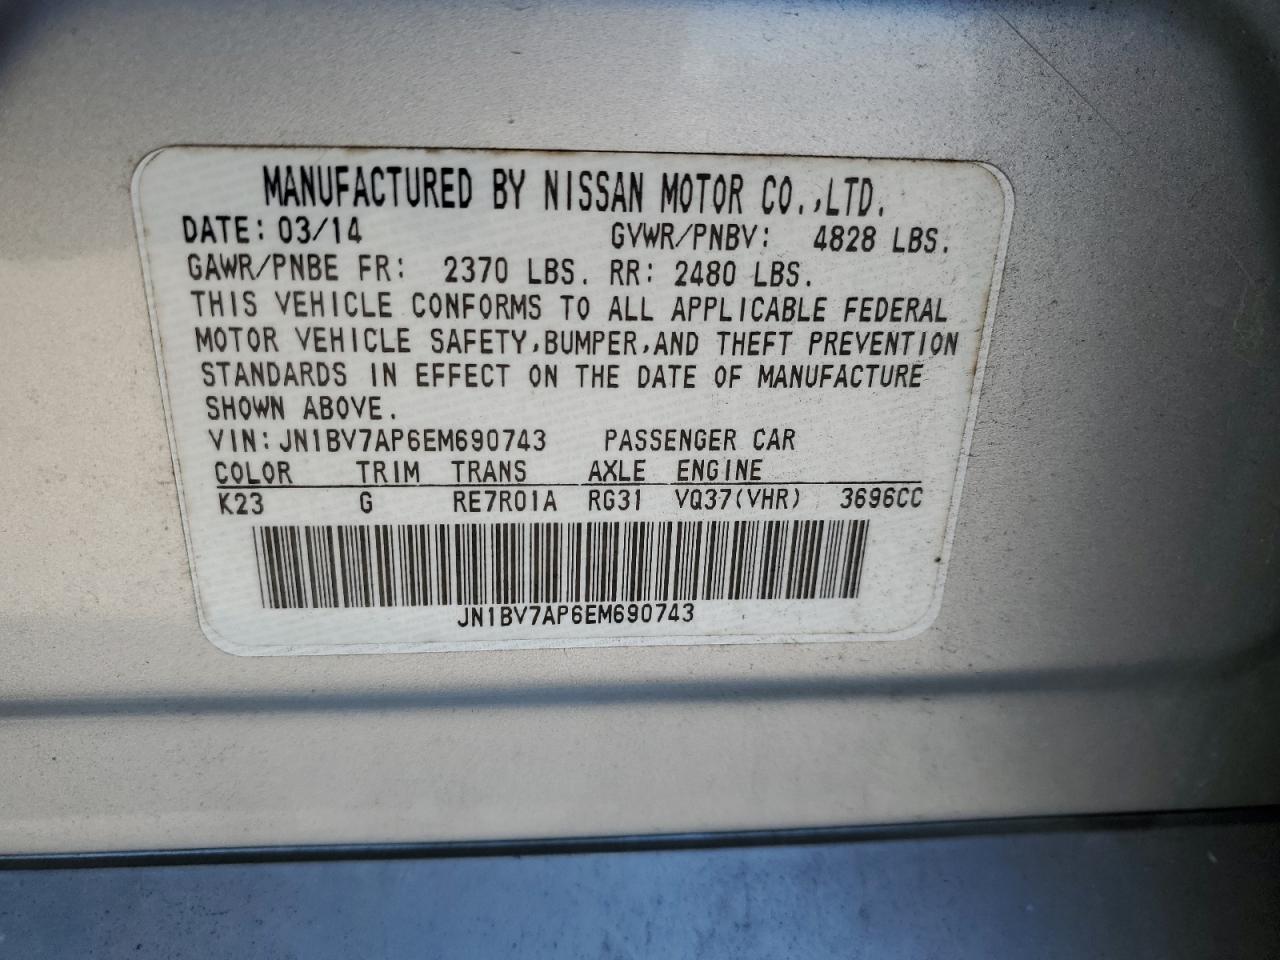 MANUFACTURED BY NISSAN MOTOR CO.,LTD.
DATE: 03/14 GVWR/PNBV: 4828 LBS.
GAWR/PNBE FR: 2370 LBS. RR: 2480 LBS.
THIS VEHICLE CONFORMS TO ALL APPLICABLE FEDERAL
MOTOR VEHICLE SAFETY,BUMPER,AND THEFT PREVENTION
STANDARDS IN EFFECT ON THE DATE OF MANUFACTURE
SHOWN ABOVE.
VIN: JN1BV7AP6EM690743 PASSENGER CAR
COLOR TRIM TRANS AXLE ENGINE
K23 G RE7R01A RG31 VQ37(VHR) 3696CC
JN1BV7AP6EM690743